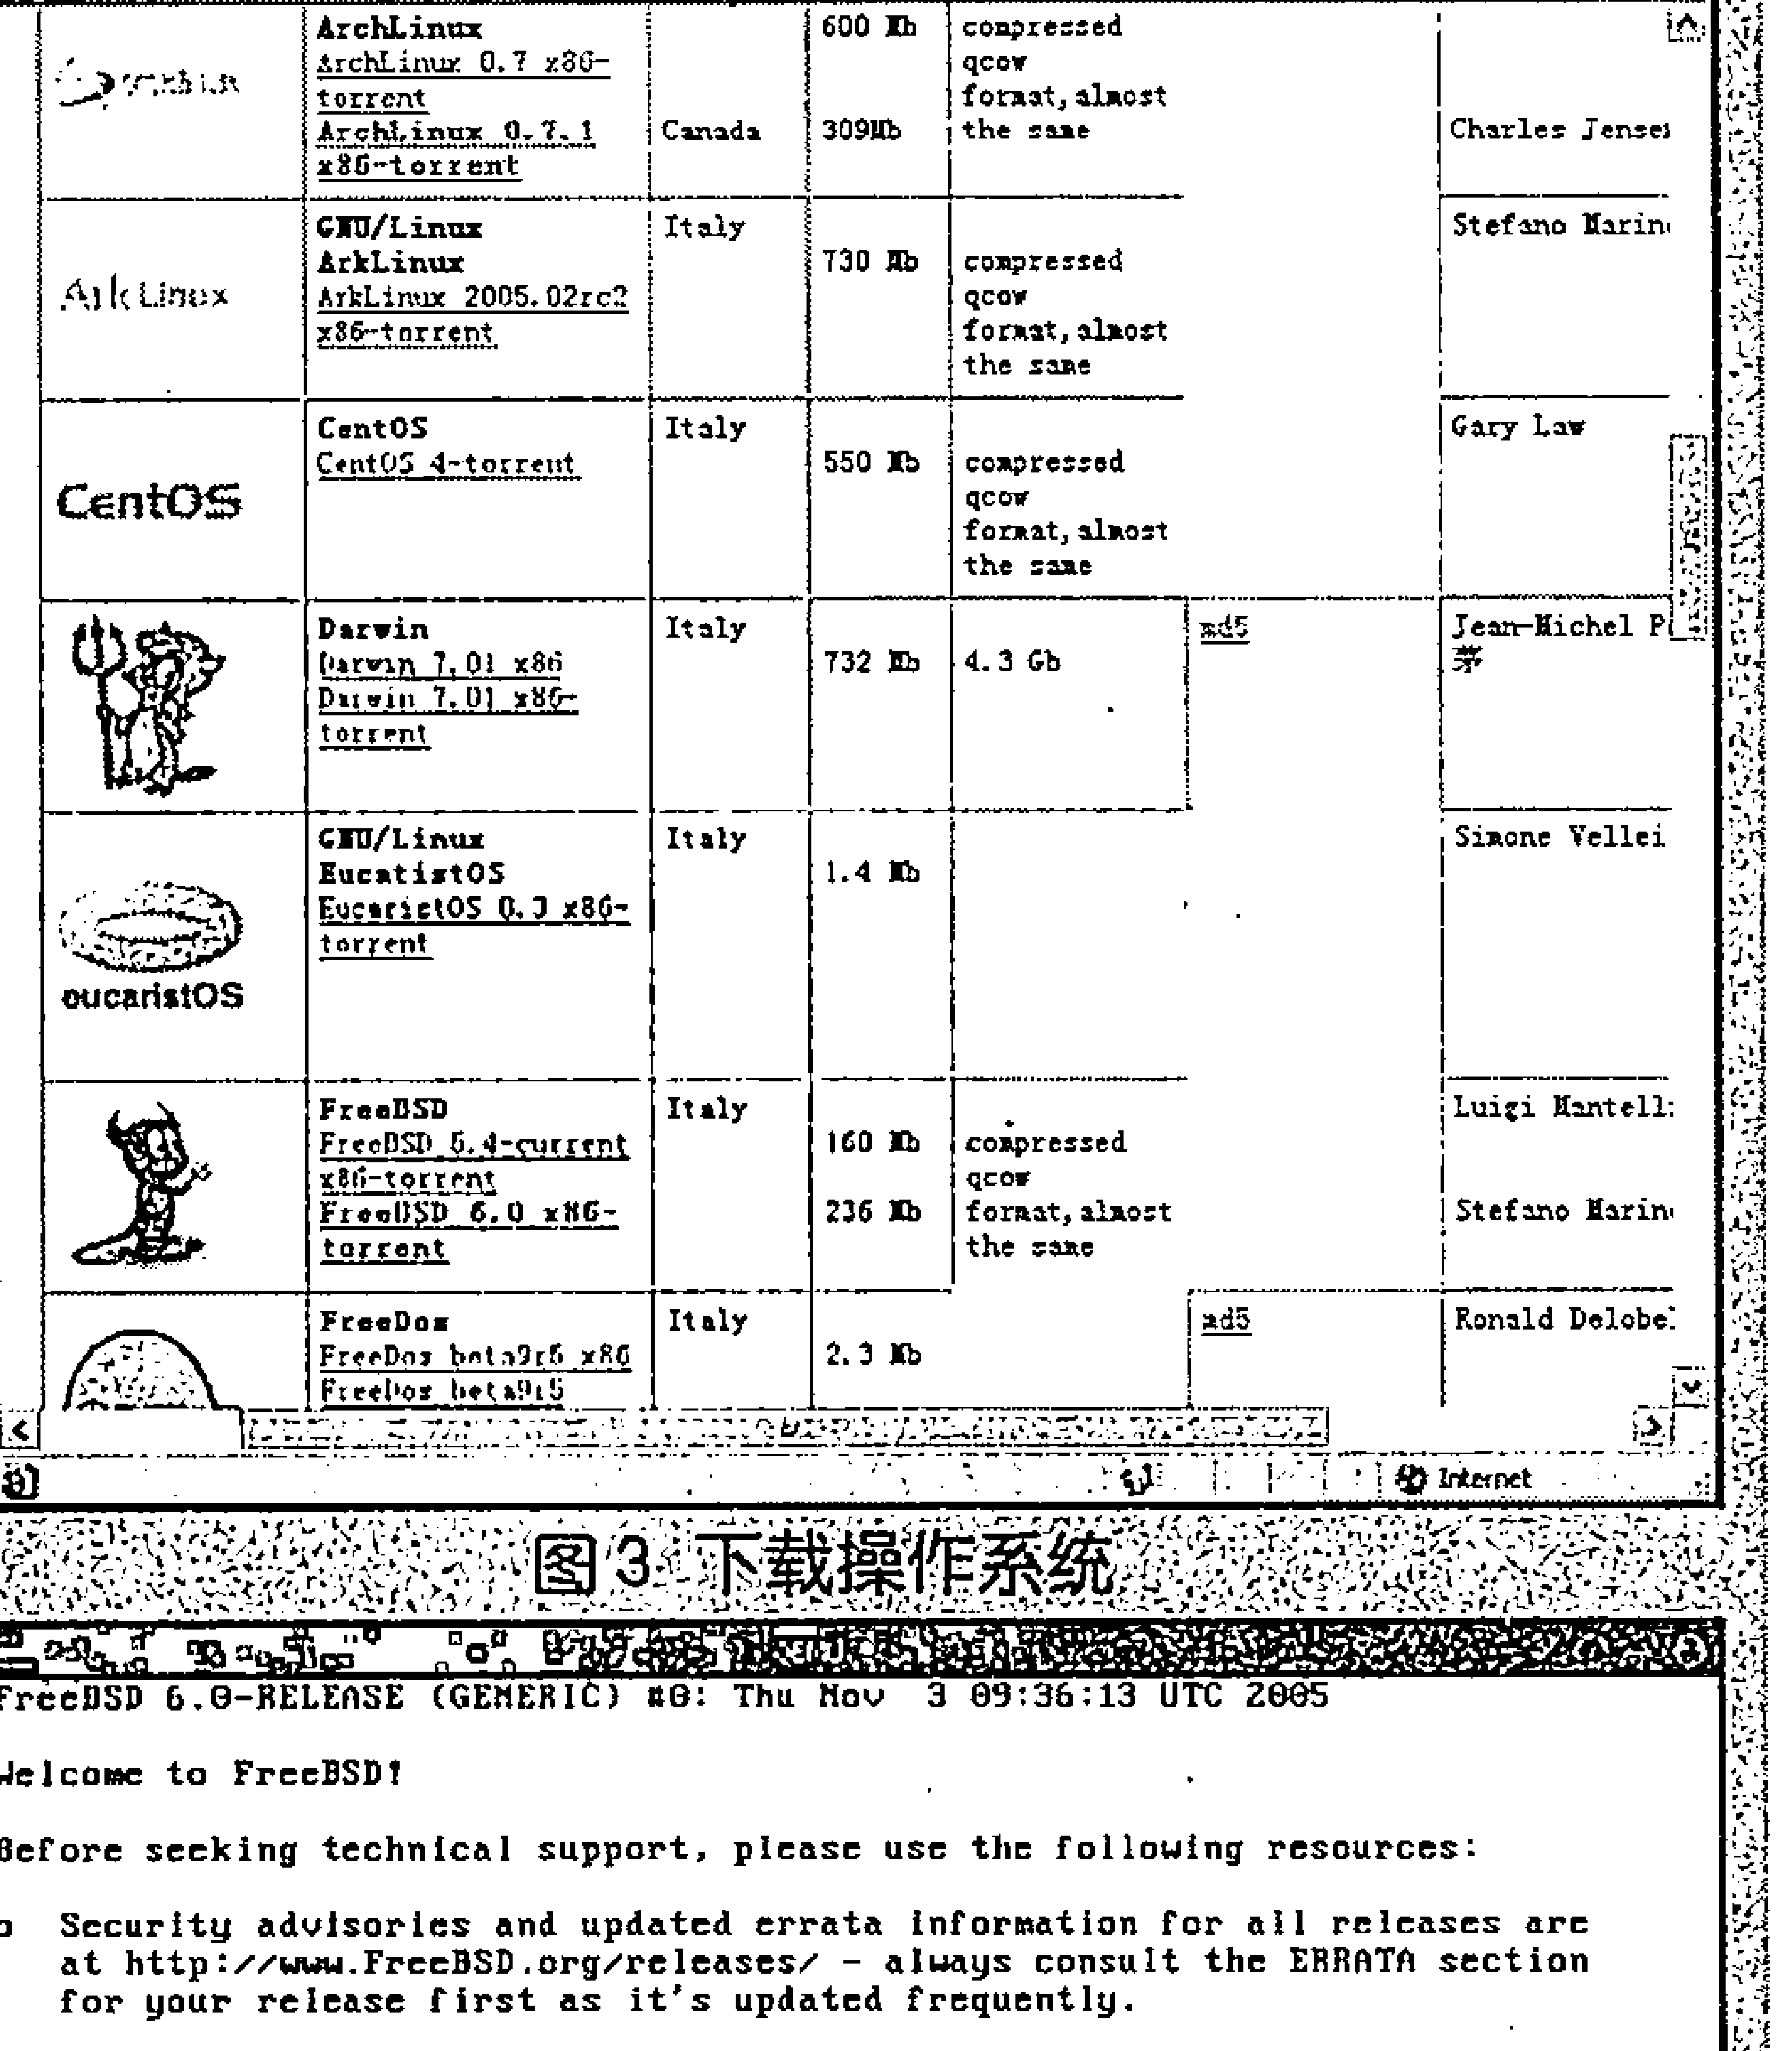 ArchLinux
ArchLinux 0.7 x86-
torrent
ArchLinux 0.7.1
x86-torrent
Canada
600 Mb
309Mb
compressed
qcow
format, almost
the same
Charles Jense
ArkLinux
GNU/Linux
ArkLinux
ArkLinux 2005.02rc2
x86-torrent
Italy
730 Mb
compressed
qcow
format, almost
the same
Stefano Marin
CentOS
CentOS
CentOS 4-torrent
Italy
550 Mb
compressed
qcow
format, almost
the same
Gary Law
Darwin
Darwin 7.01 x86
Darwin 7.01 x86-
torrent
Italy
732 Mb
4.3 Gb
md5
Jean-Michel P
茅
eucaristOS
GNU/Linux
EucatistOS
EucaristOS 0.3 x86-
torrent
Italy
1.4 Mb
Simone Vellei
FreeBSD
FreeBSD 5.4-current
x86-torrent
FreeBSD 6.0 x86-
torrent
Italy
160 Mb
236 Mb
compressed
qcow
format, almost
the same
Luigi Mantell
Stefano Marin
FreeDos
FreeDos beta9r6 x86
FreeDos beta9r5
Italy
2.3 Mb
md5
Ronald Delobe
Internet
图3 下载操作系统
FreeBSD 6.0-RELEASE (GENERIC) #0: Thu Nov 3 09:36:13 UTC 2005
Welcome to FreeBSD!
Before seeking technical support, please use the following resources:
o Security advisories and updated errata information for all releases are
at http://www.FreeBSD.org/releases/ - always consult the ERRATA section
for your release first as it's updated frequently.